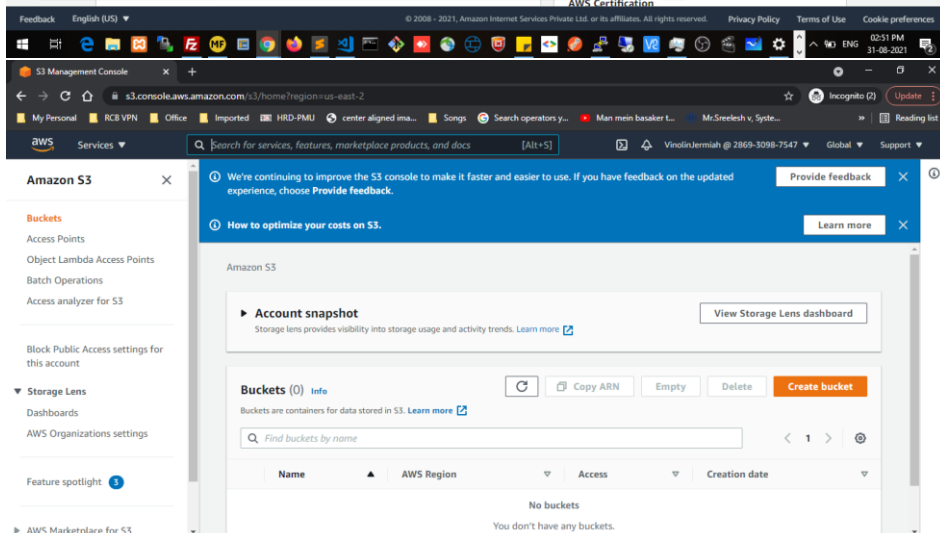 AWS Certification
Feedback English (US) ▼ © 2008 - 2021, Amazon Internet Services Private Ltd. or its affiliates. All rights reserved. Privacy Policy Terms of Use Cookie preferences
ENG 02:51 PM
31-08-2021
S3 Management Console
s3.console.aws.amazon.com/s3/home?region=us-east-2 Incognito (2) Update
My Personal RCB VPN Office Imported HRD-PMU center aligned ima... Songs Search operators y... Man mein basaker t... Mr.Sreelesh v, Syste... » Reading list
aws Services ▼ Search for services, features, marketplace products, and docs [Alt+S] VinolinJermiah @ 2869-3098-7547 ▼ Global ▼ Support ▼
Amazon S3
Buckets
Access Points
Object Lambda Access Points
Batch Operations
Access analyzer for S3
Block Public Access settings for
this account
Storage Lens
Dashboards
AWS Organizations settings
Feature spotlight 3
AWS Marketplace for S3
We're continuing to improve the S3 console to make it faster and easier to use. If you have feedback on the updated
experience, choose Provide feedback.
Provide feedback
How to optimize your costs on S3.
Learn more
Amazon S3
Account snapshot
Storage lens provides visibility into storage usage and activity trends. Learn more
View Storage Lens dashboard
Buckets (0) Info
Copy ARN Empty Delete Create bucket
Buckets are containers for data stored in S3. Learn more
Find buckets by name
1
Name AWS Region Access Creation date
No buckets
You don't have any buckets.